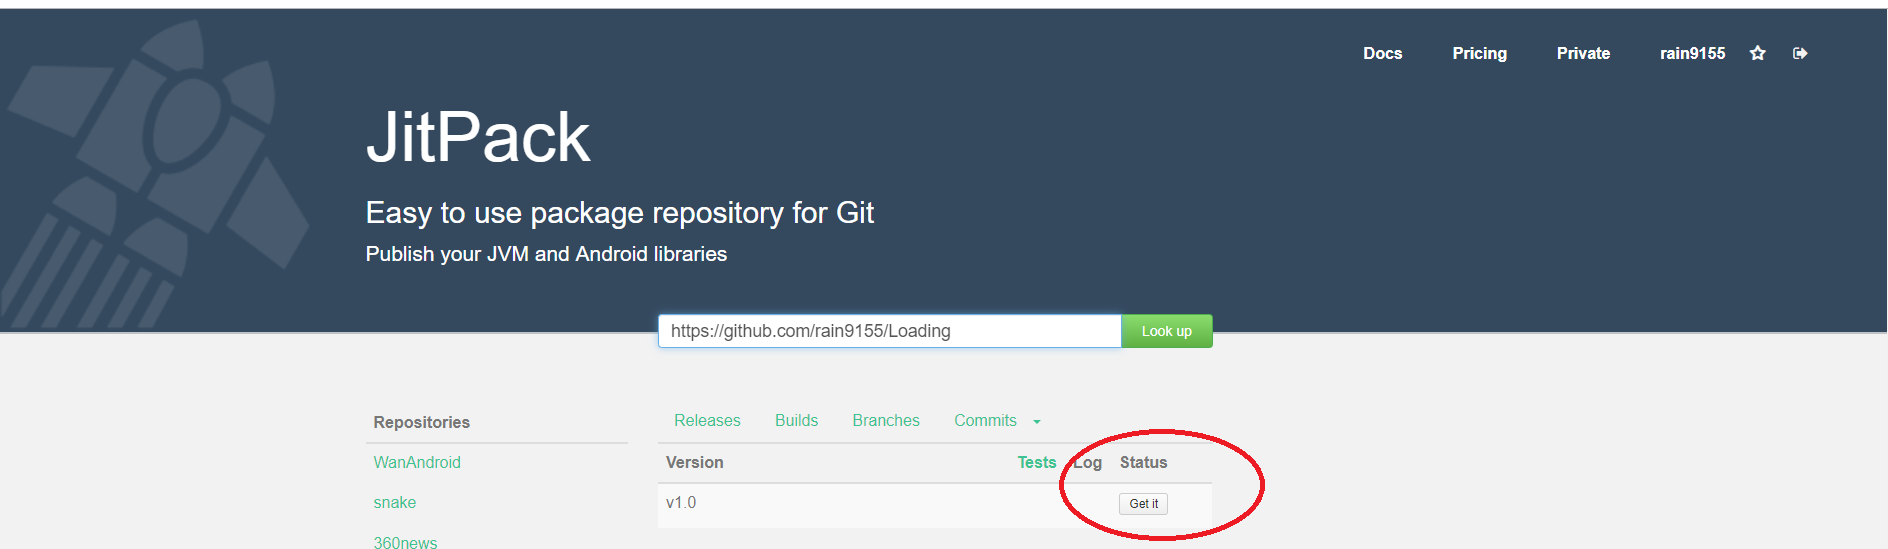 Docs Pricing Private rain9155
JitPack
Easy to use package repository for Git
Publish your JVM and Android libraries
https://github.com/rain9155/Loading Look up
Repositories
WanAndroid
snake
360news
Releases Builds Branches Commits
Version Tests Log Status
v1.0 Get it